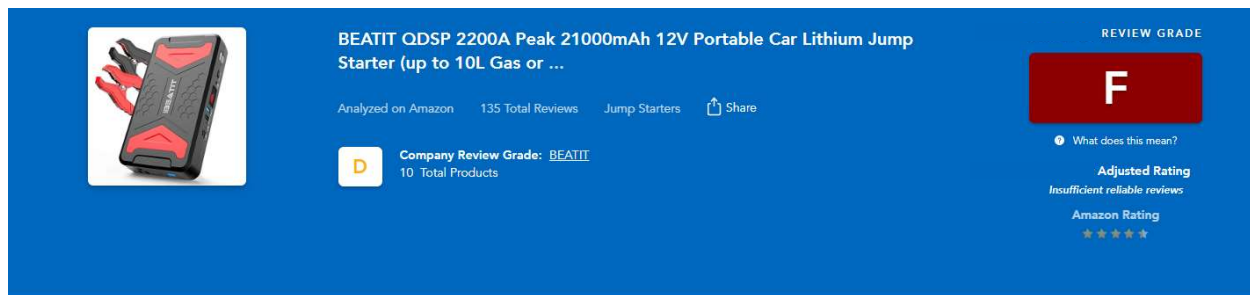 BEATIT QDSP 2200A Peak 21000mAh 12V Portable Car Lithium Jump
Starter (up to 10L Gas or ...
Analyzed on Amazon 135 Total Reviews Jump Starters Share
D
Company Review Grade: BEATIT
10 Total Products
REVIEW GRADE
F
? What does this mean?
Adjusted Rating
Insufficient reliable reviews
Amazon Rating
BEATIT